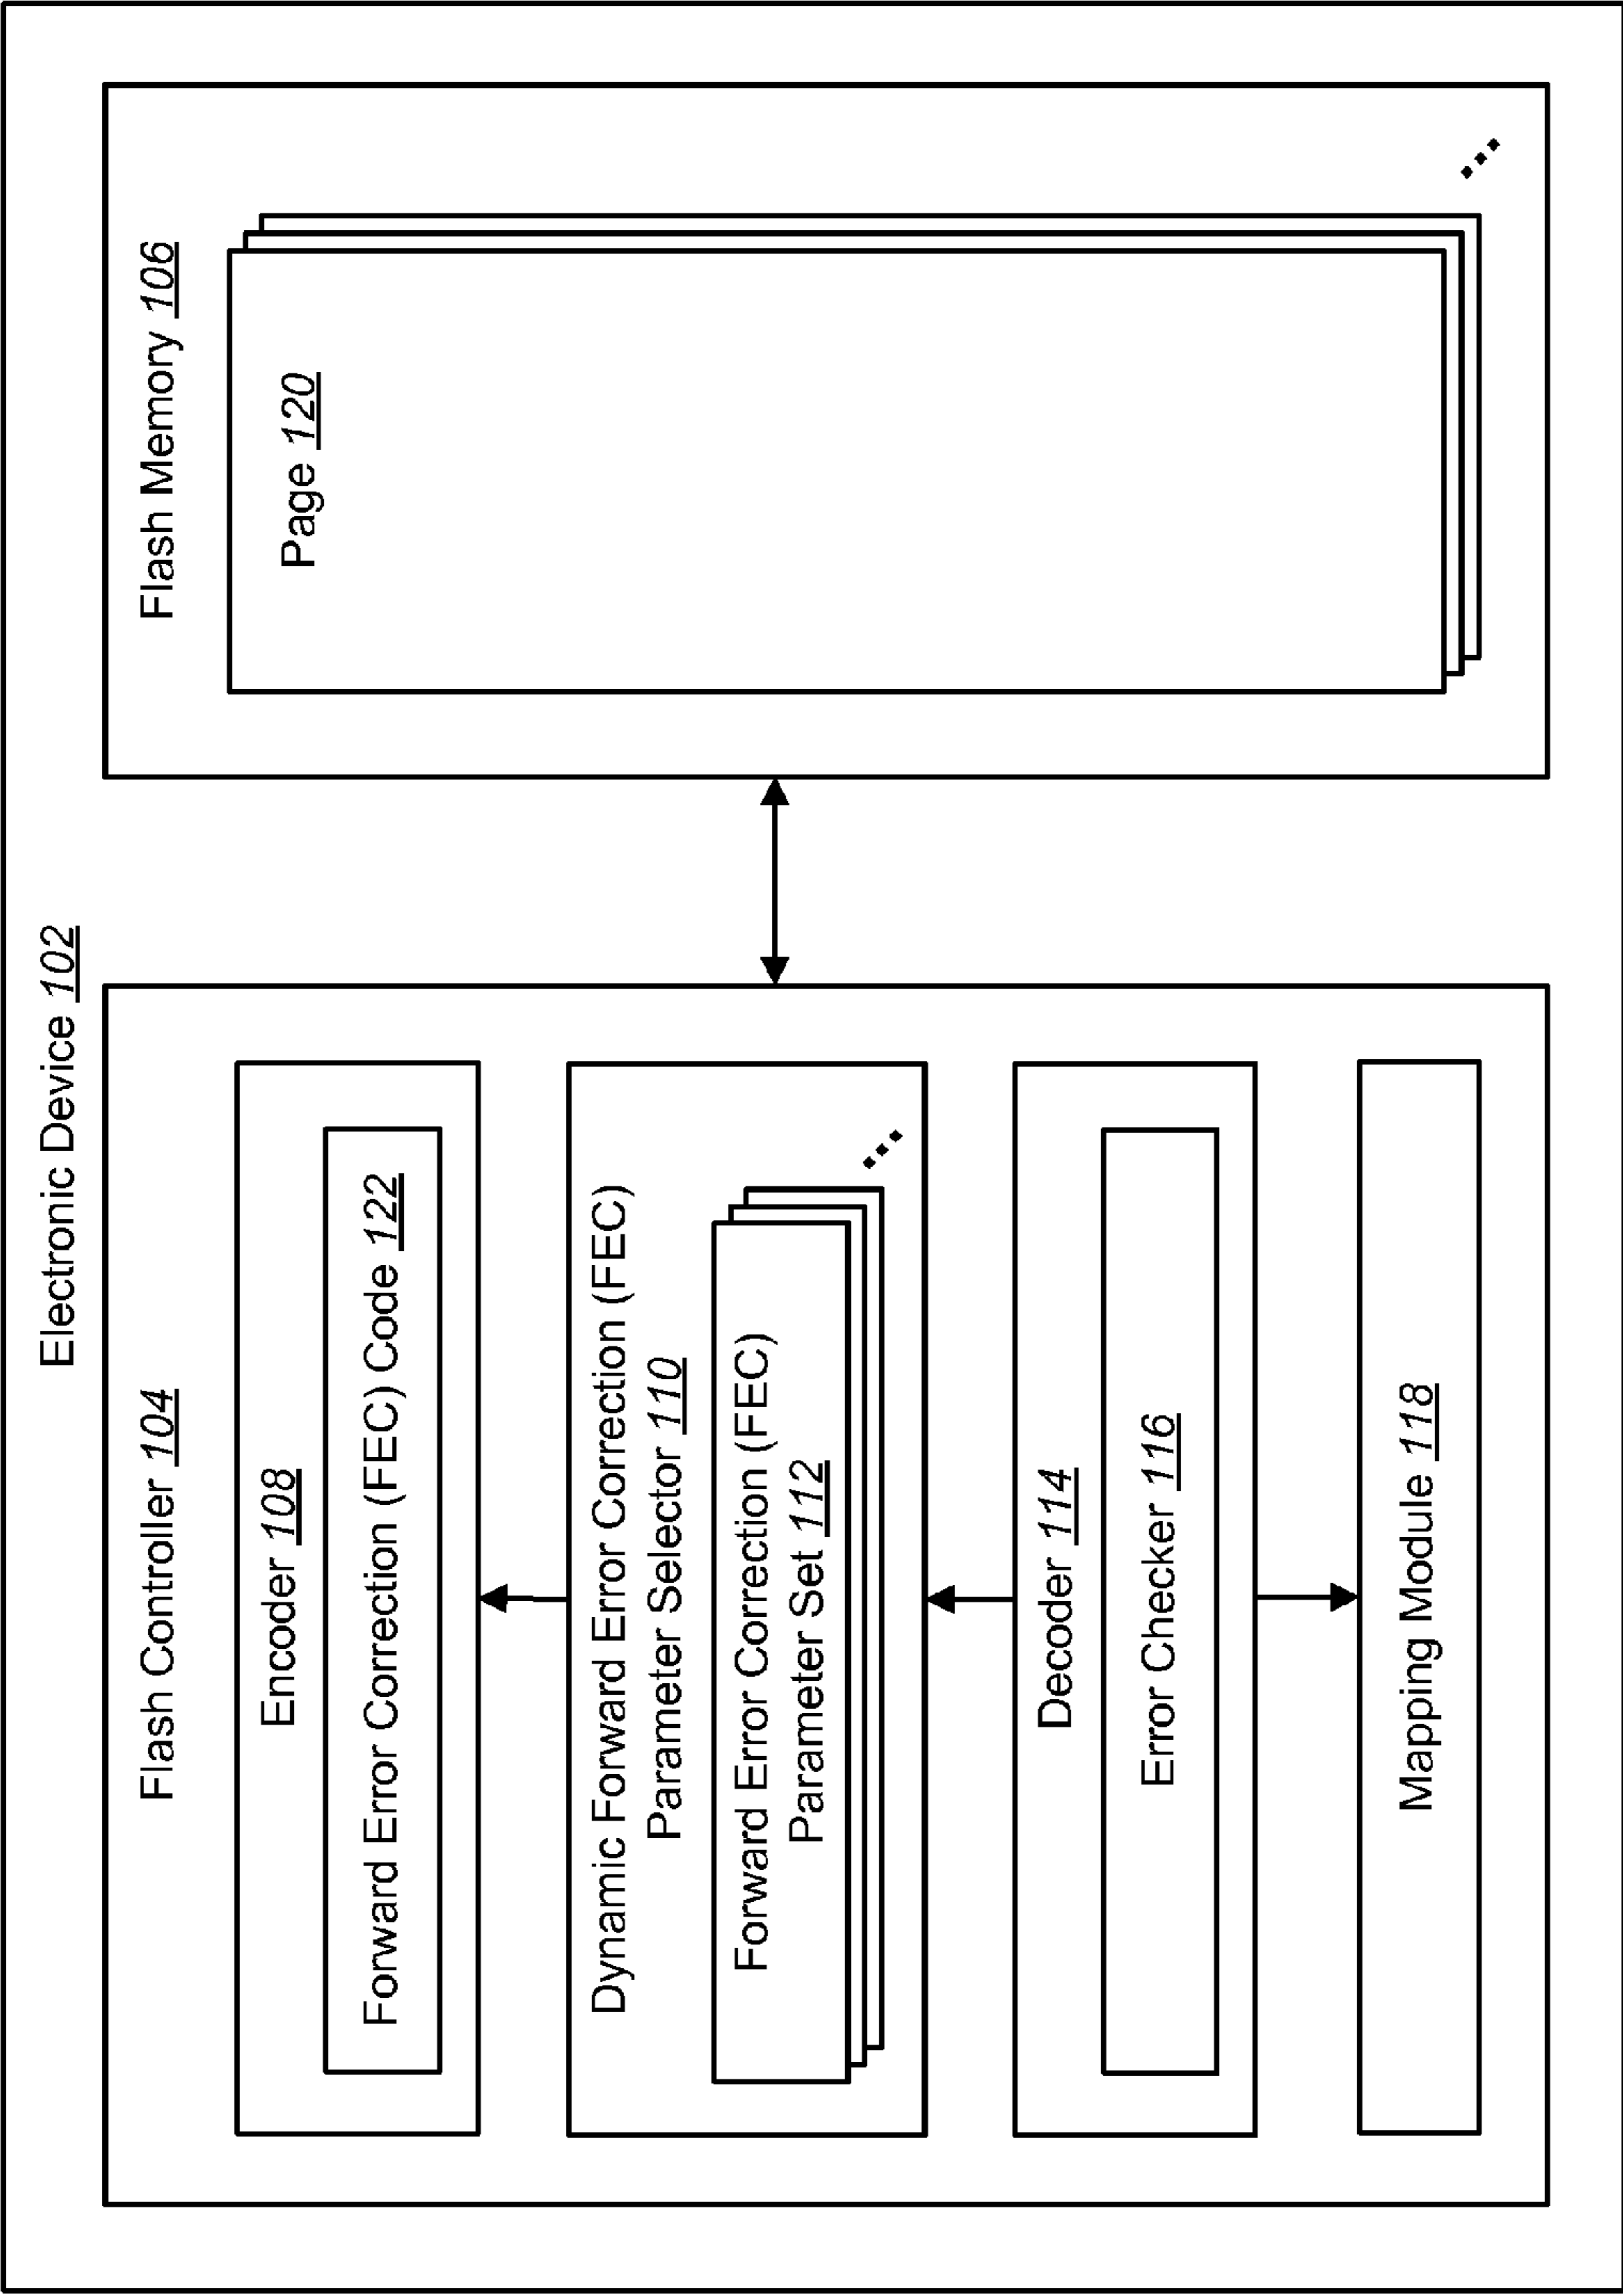 Electronic Device 102
Flash Controller 104
Encoder 108
Forward Error Correction (FEC) Code 122
Dynamic Forward Error Correction (FEC)
Parameter Selector 110
Forward Error Correction (FEC)
Parameter Set 112
Decoder 114
Error Checker 116
Mapping Module 118
Flash Memory 106
Page 120